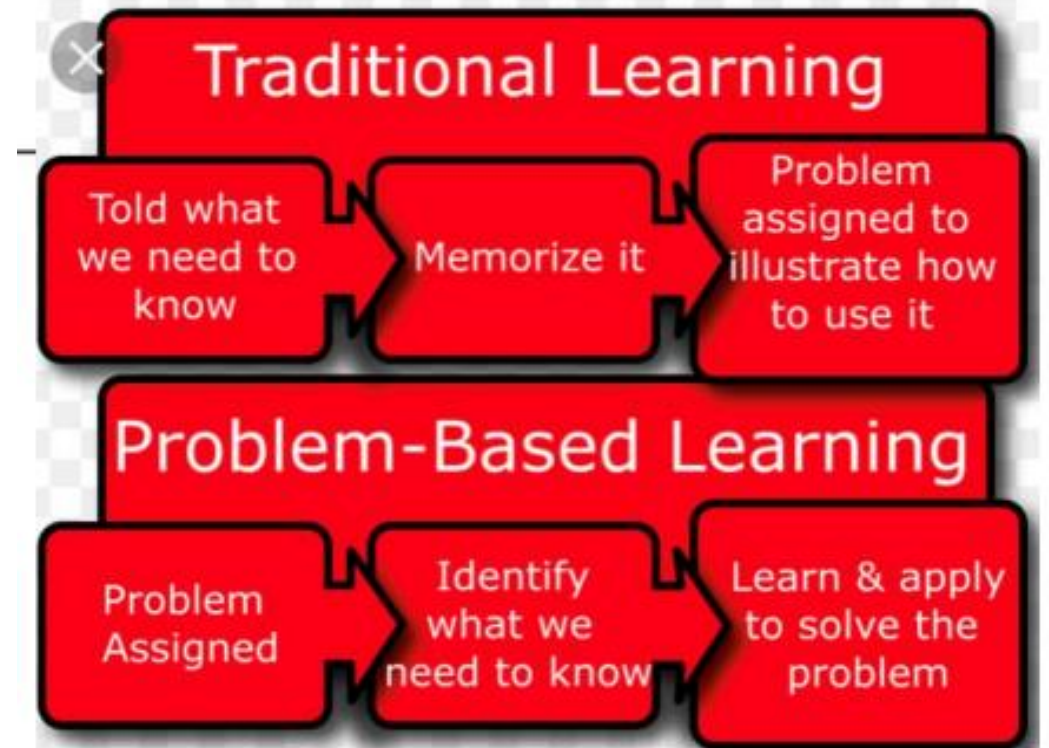 Traditional Learning
Told what
we need to
know
Memorize it
Problem
assigned to
illustrate how
to use it
Problem-Based Learning
Problem
Assigned
Identify
what we
need to know
Learn & apply
to solve the
problem